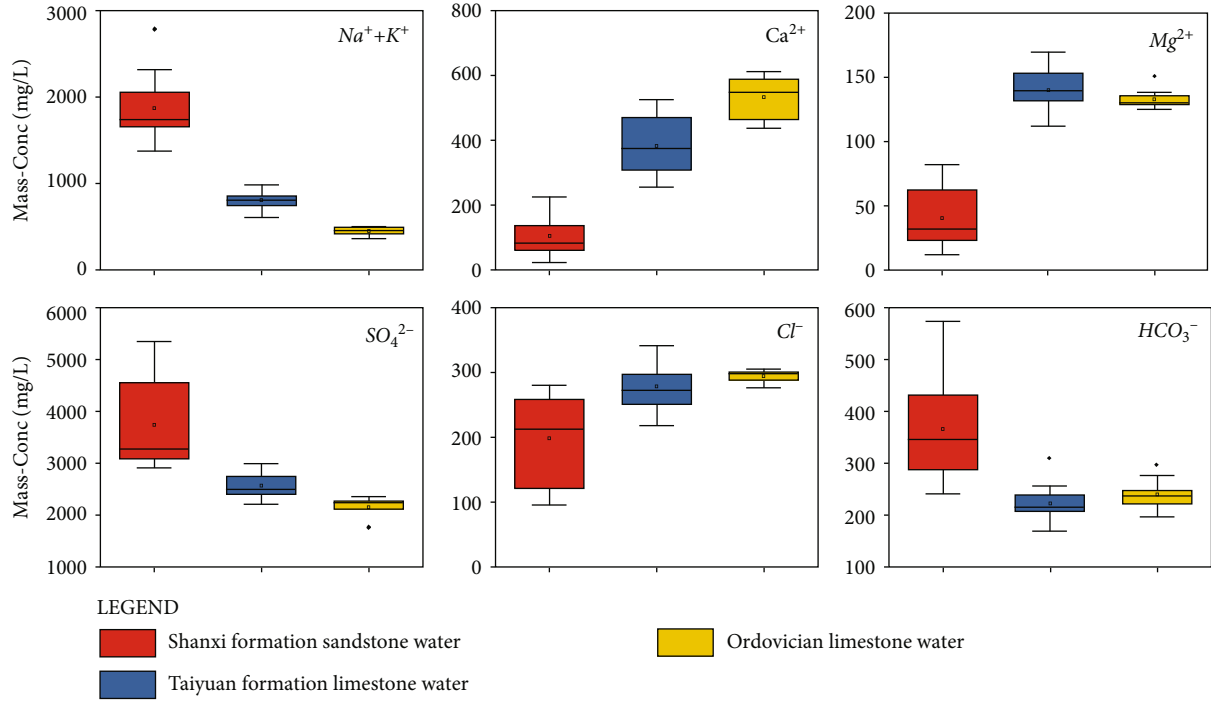 Mass-Conc (mg/L)
3000
2000
1000
0
Na⁺+K⁺
800
600
400
200
0
Ca²⁺
200
150
100
50
0
Mg²⁺
Mass-Conc (mg/L)
6000
5000
4000
3000
2000
1000
SO₄²⁻
400
300
200
100
0
Cl⁻
600
500
400
300
200
100
HCO₃⁻
LEGEND
Shanxi formation sandstone water
Ordovician limestone water
Taiyuan formation limestone water